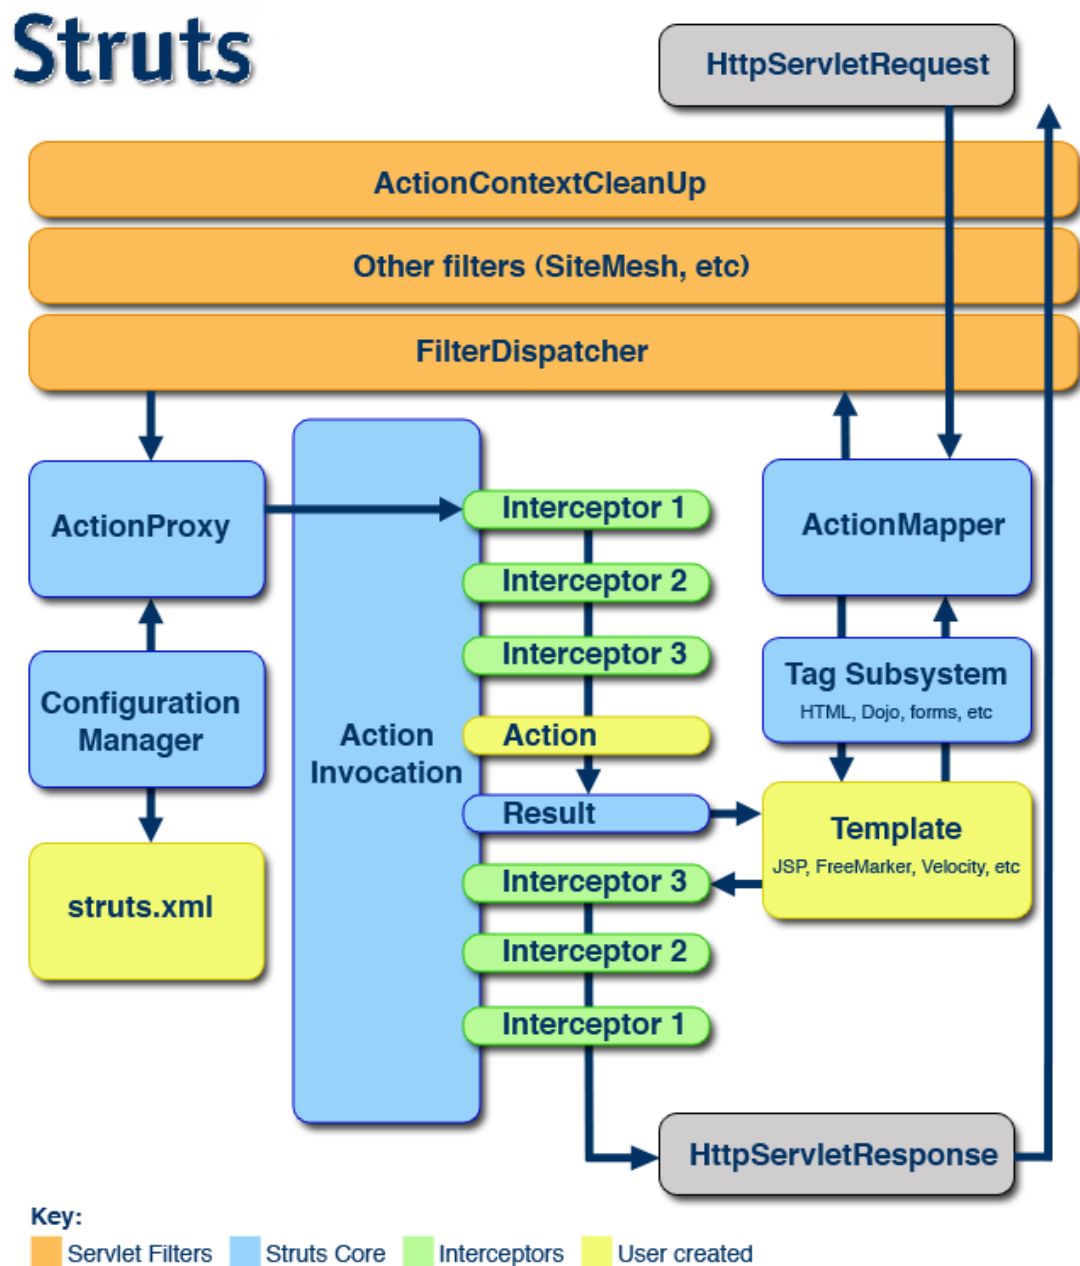 Struts
HttpServletRequest
ActionContextCleanUp
Other filters (SiteMesh, etc)
FilterDispatcher
ActionProxy
Interceptor 1
ActionMapper
Interceptor 2
Interceptor 3
Tag Subsystem
HTML, Dojo, forms, etc
Configuration
Manager
Action
Invocation
Action
Result
Template
JSP, FreeMarker, Velocity, etc
struts.xml
Interceptor 3
Interceptor 2
Interceptor 1
HttpServletResponse
Key:
Servlet Filters
Struts Core
Interceptors
User created